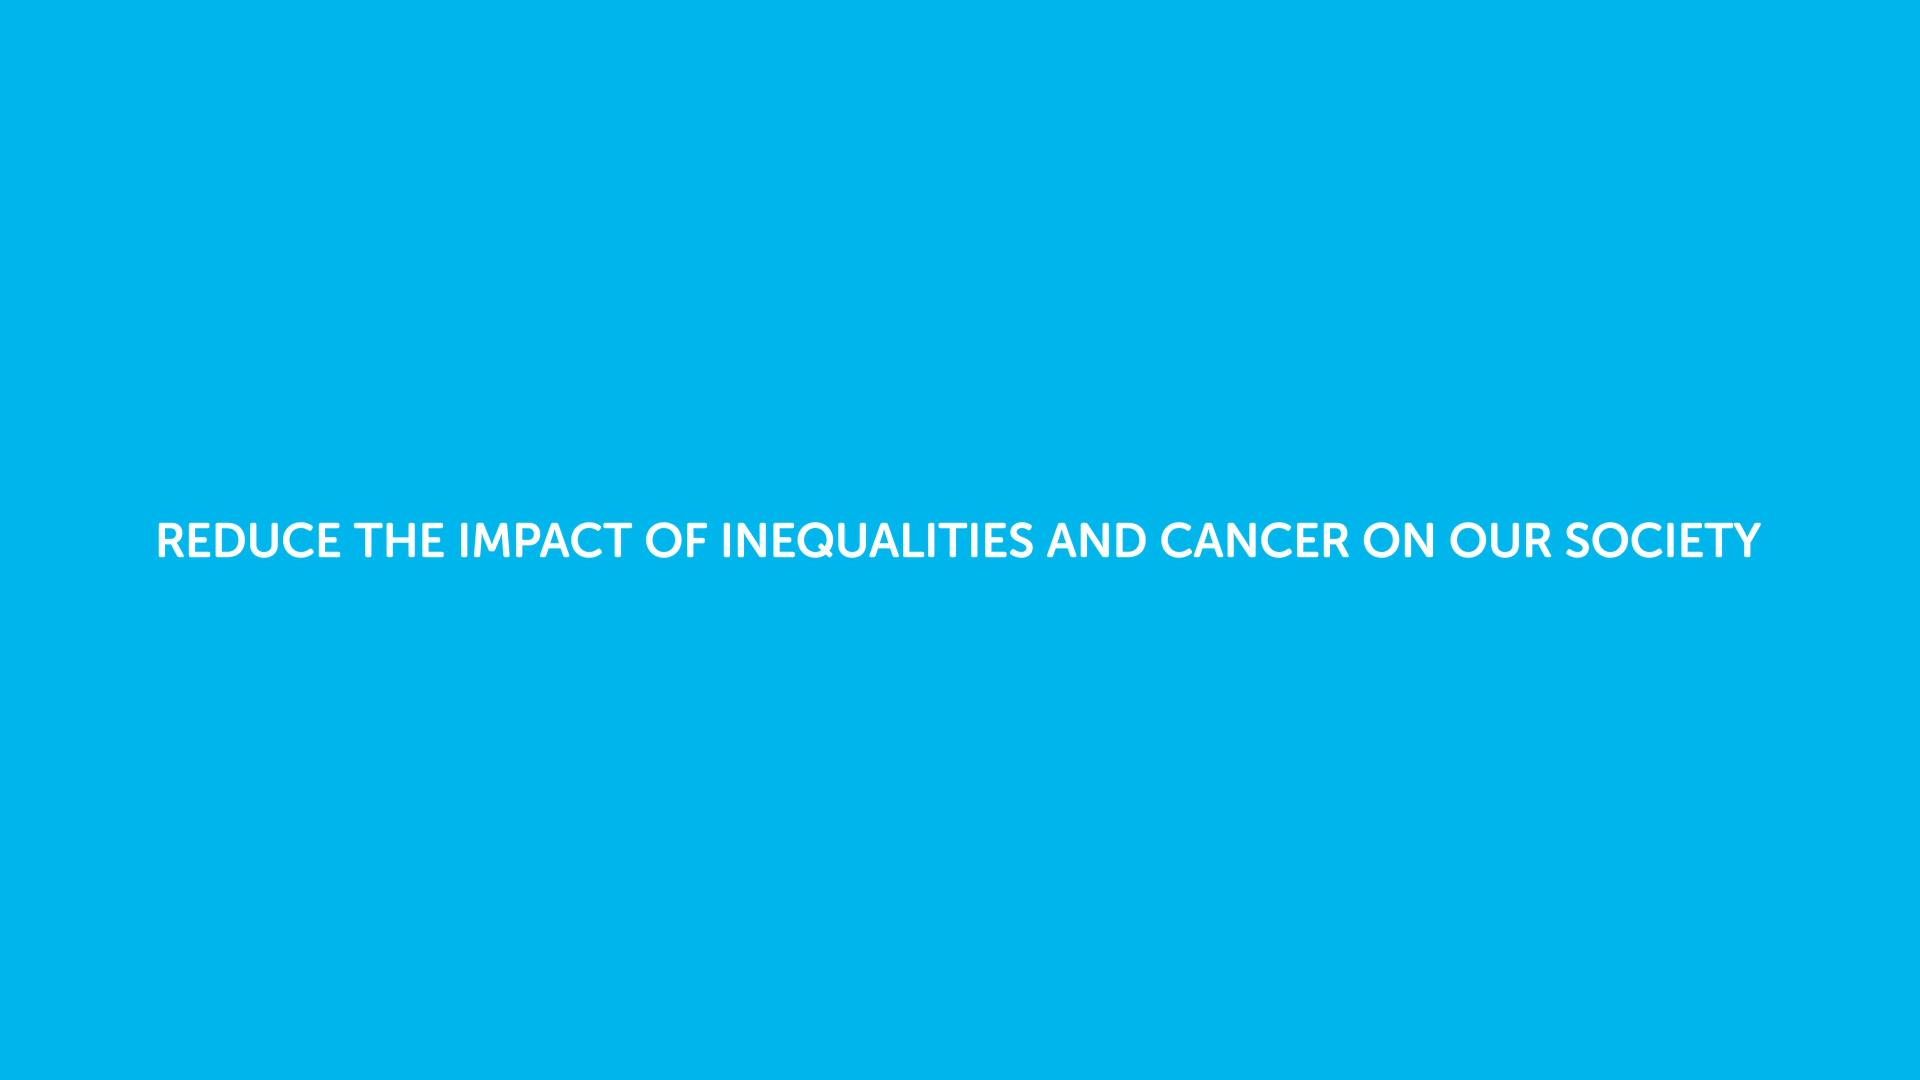 REDUCE THE IMPACT OF INEQUALITIES AND CANCER ON OUR SOCIETY